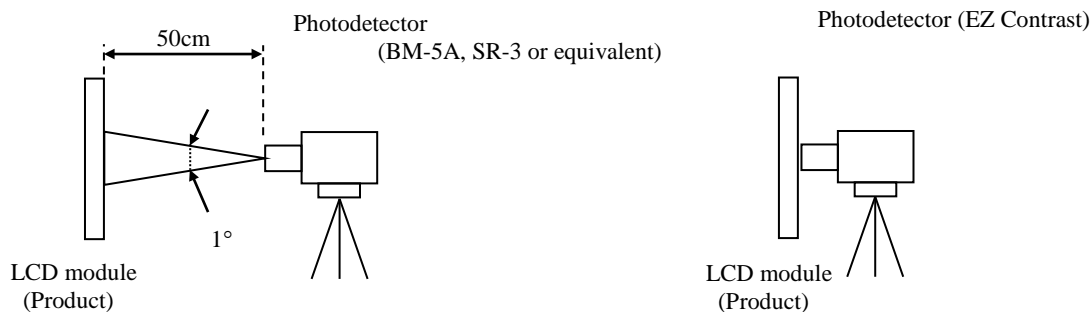 50cm
Photodetector
(BM-5A, SR-3 or equivalent)
1°
LCD module
(Product)
Photodetector (EZ Contrast)
LCD module
(Product)